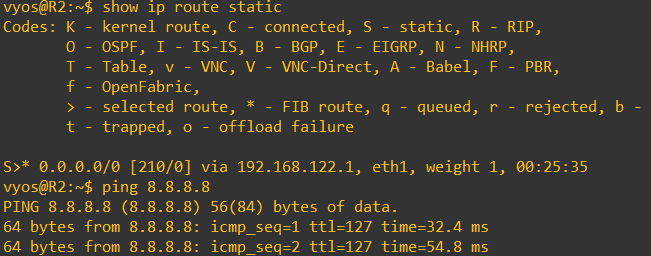 vyos@R2:~$ show ip route static
Codes: K - kernel route, C - connected, S - static, R - RIP,
O - OSPF, I - IS-IS, B - BGP, E - EIGRP, N - NHRP,
T - Table, v - VNC, V - VNC-Direct, A - Babel, F - PBR,
f - OpenFabric,
> - selected route, * - FIB route, q - queued, r - rejected, b -
t - trapped, o - offload failure
S>* 0.0.0.0/0 [210/0] via 192.168.122.1, eth1, weight 1, 00:25:35
vyos@R2:~$ ping 8.8.8.8
PING 8.8.8.8 (8.8.8.8) 56(84) bytes of data.
64 bytes from 8.8.8.8: icmp_seq=1 ttl=127 time=32.4 ms
64 bytes from 8.8.8.8: icmp_seq=2 ttl=127 time=54.8 ms